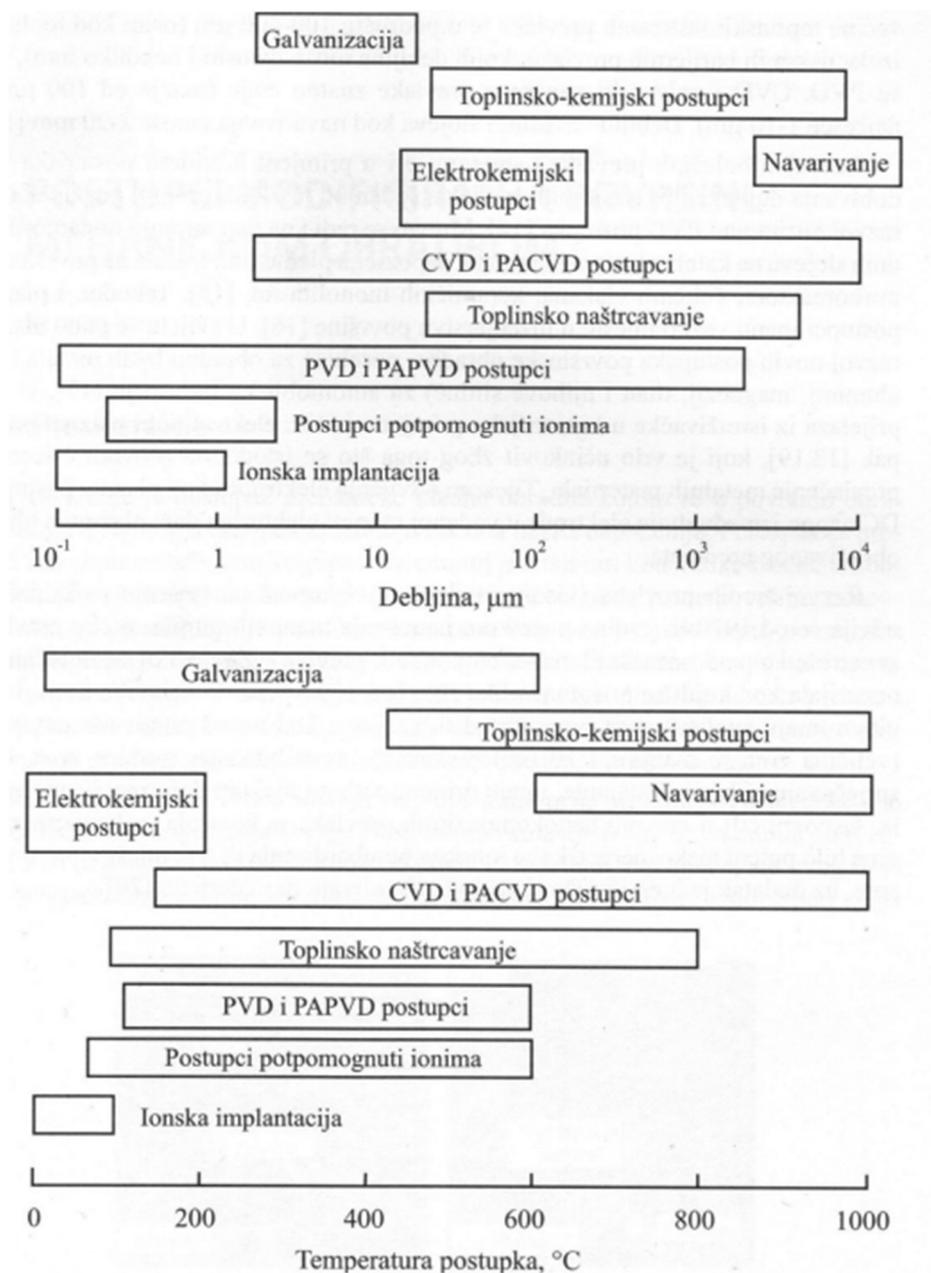 Galvanizacija
Toplinsko-kemijski postupci
Navarivanje
Elektrokemijski
postupci
CVD i PACVD postupci
Toplinsko naštrcavanje
PVD i PAPVD postupci
Postupci potpomognuti ionima
Ionska implantacija
10⁻¹ 1 10 10² 10³ 10⁴
Debljina, μm
Galvanizacija
Toplinsko-kemijski postupci
Navarivanje
Elektrokemijski
postupci
CVD i PACVD postupci
Toplinsko naštrcavanje
PVD i PAPVD postupci
Postupci potpomognuti ionima
Ionska implantacija
0 200 400 600 800 1000
Temperatura postupka, °C